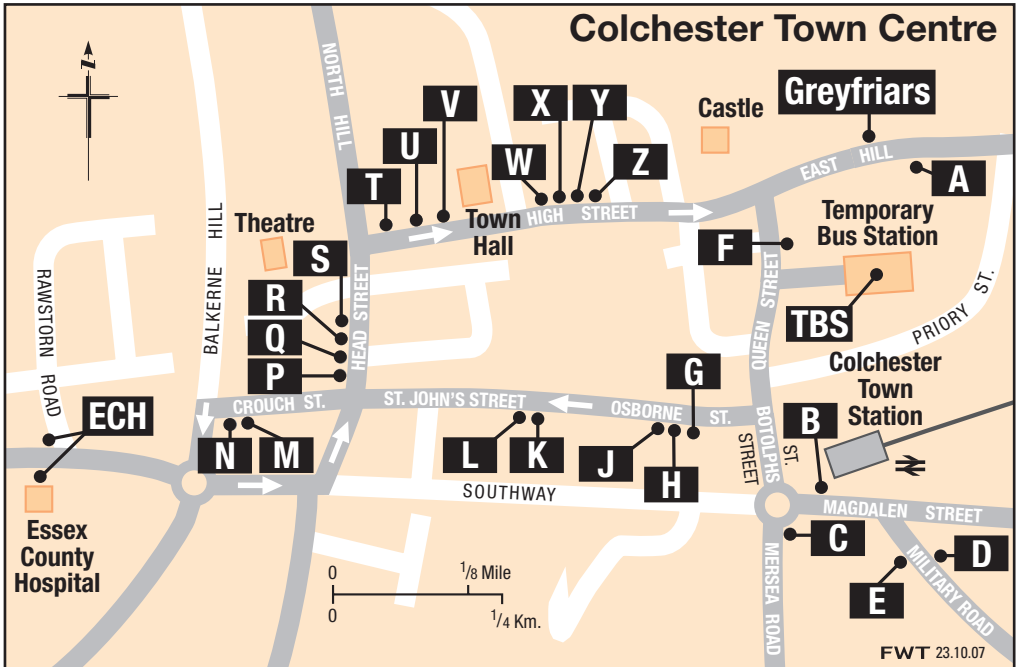 Colchester Town Centre
N
NORTH HILL
V
X
Y
Castle
Greyfriars
U
W
Z
EAST HILL
A
T
Town
Hall
HIGH STREET
Theatre
BALKERNE HILL
S
F
Temporary
Bus Station
R
HEAD STREET
QUEEN STREET
TBS
PRIORY ST.
RAWSTORN ROAD
Q
P
G
Colchester
Town
Station
ECH
CROUCH ST.
ST. JOHN'S STREET
OSBORNE ST.
ST. BOTOLPHS
STREET
B
N
M
L
K
J
H
SOUTHWAY
MAGDALEN STREET
Essex
County
Hospital
C
D
MERSEA ROAD
MILITARY ROAD
E
0
1/8 Mile
0
1/4 Km.
FWT 23.10.07